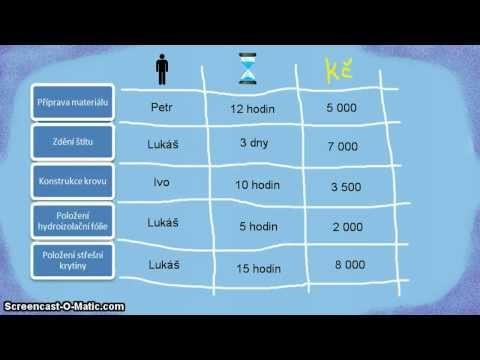 Kč
Příprava materiálu
Petr
12 hodin
5 000
Zdění štítu
Lukáš
3 dny
7 000
Konstrukce krovu
Ivo
10 hodin
3 500
Položení
hydroizolační fólie
Lukáš
5 hodin
2 000
Položení střešní
krytiny
Lukáš
15 hodin
8 000
Screencast-O-Matic.com